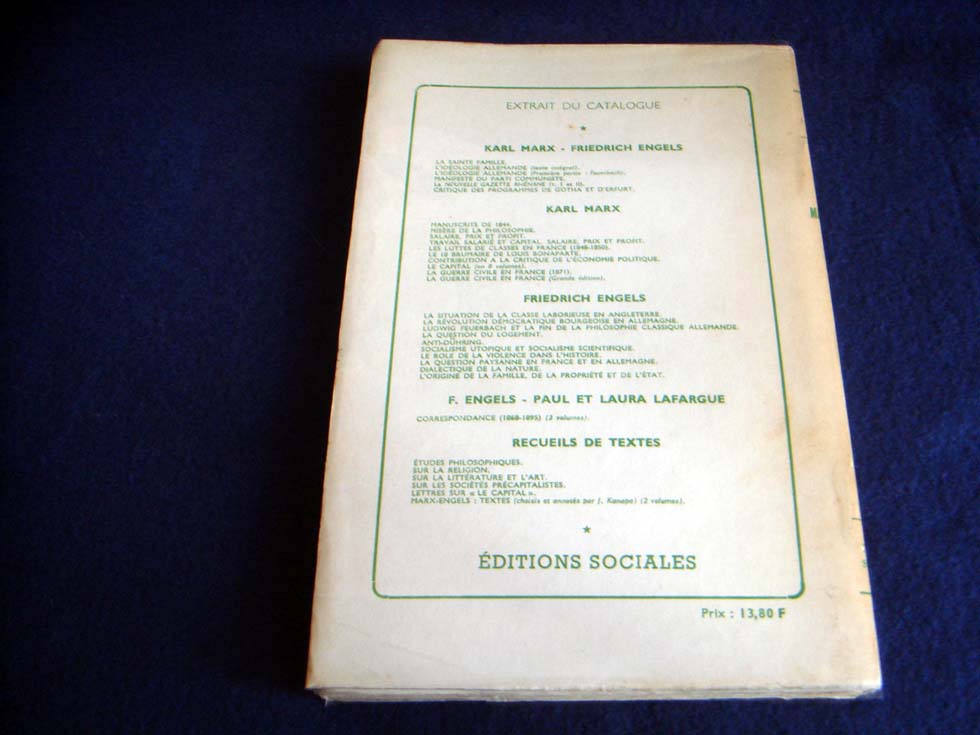 EXTRAIT DU CATALOGUE
★
KARL MARX - FRIEDRICH ENGELS
LA SAINTE FAMILLE.
L'IDÉOLOGIE ALLEMANDE (texte intégral).
L'IDÉOLOGIE ALLEMANDE (Première partie : Feuerbach).
MANIFESTE DU PARTI COMMUNISTE.
La NOUVELLE GAZETTE RHÉNANE (t. I et II).
CRITIQUE DES PROGRAMMES DE GOTHA ET D'ERFURT.
KARL MARX
MANUSCRITS DE 1844.
MISÈRE DE LA PHILOSOPHIE.
SALAIRE, PRIX ET PROFIT.
TRAVAIL SALARIÉ ET CAPITAL. SALAIRE, PRIX ET PROFIT.
LES LUTTES DE CLASSES EN FRANCE (1848-1850).
LE 18 BRUMAIRE DE LOUIS BONAPARTE.
CONTRIBUTION A LA CRITIQUE DE L'ÉCONOMIE POLITIQUE.
LE CAPITAL (en 8 volumes).
LA GUERRE CIVILE EN FRANCE (1871).
LA GUERRE CIVILE EN FRANCE (Grande édition).
FRIEDRICH ENGELS
LA SITUATION DE LA CLASSE LABORIEUSE EN ANGLETERRE.
LA RÉVOLUTION DÉMOCRATIQUE BOURGEOISE EN ALLEMAGNE.
LUDWIG FEUERBACH ET LA FIN DE LA PHILOSOPHIE CLASSIQUE ALLEMANDE.
LA QUESTION DU LOGEMENT.
ANTI-DÜHRING.
SOCIALISME UTOPIQUE ET SOCIALISME SCIENTIFIQUE.
LE ROLE DE LA VIOLENCE DANS L'HISTOIRE.
LA QUESTION PAYSANNE EN FRANCE ET EN ALLEMAGNE.
DIALECTIQUE DE LA NATURE.
L'ORIGINE DE LA FAMILLE, DE LA PROPRIÉTÉ ET DE L'ÉTAT.
F. ENGELS - PAUL ET LAURA LAFARGUE
CORRESPONDANCE (1868-1895) (3 volumes).
RECUEILS DE TEXTES
ÉTUDES PHILOSOPHIQUES.
SUR LA RELIGION.
SUR LA LITTÉRATURE ET L'ART.
SUR LES SOCIÉTÉS PRÉCAPITALISTES.
LETTRES SUR « LE CAPITAL ».
MARX-ENGELS : TEXTES (choisis et annotés par J. Kanapa) (2 volumes).
★
ÉDITIONS SOCIALES
Prix : 13,80 F